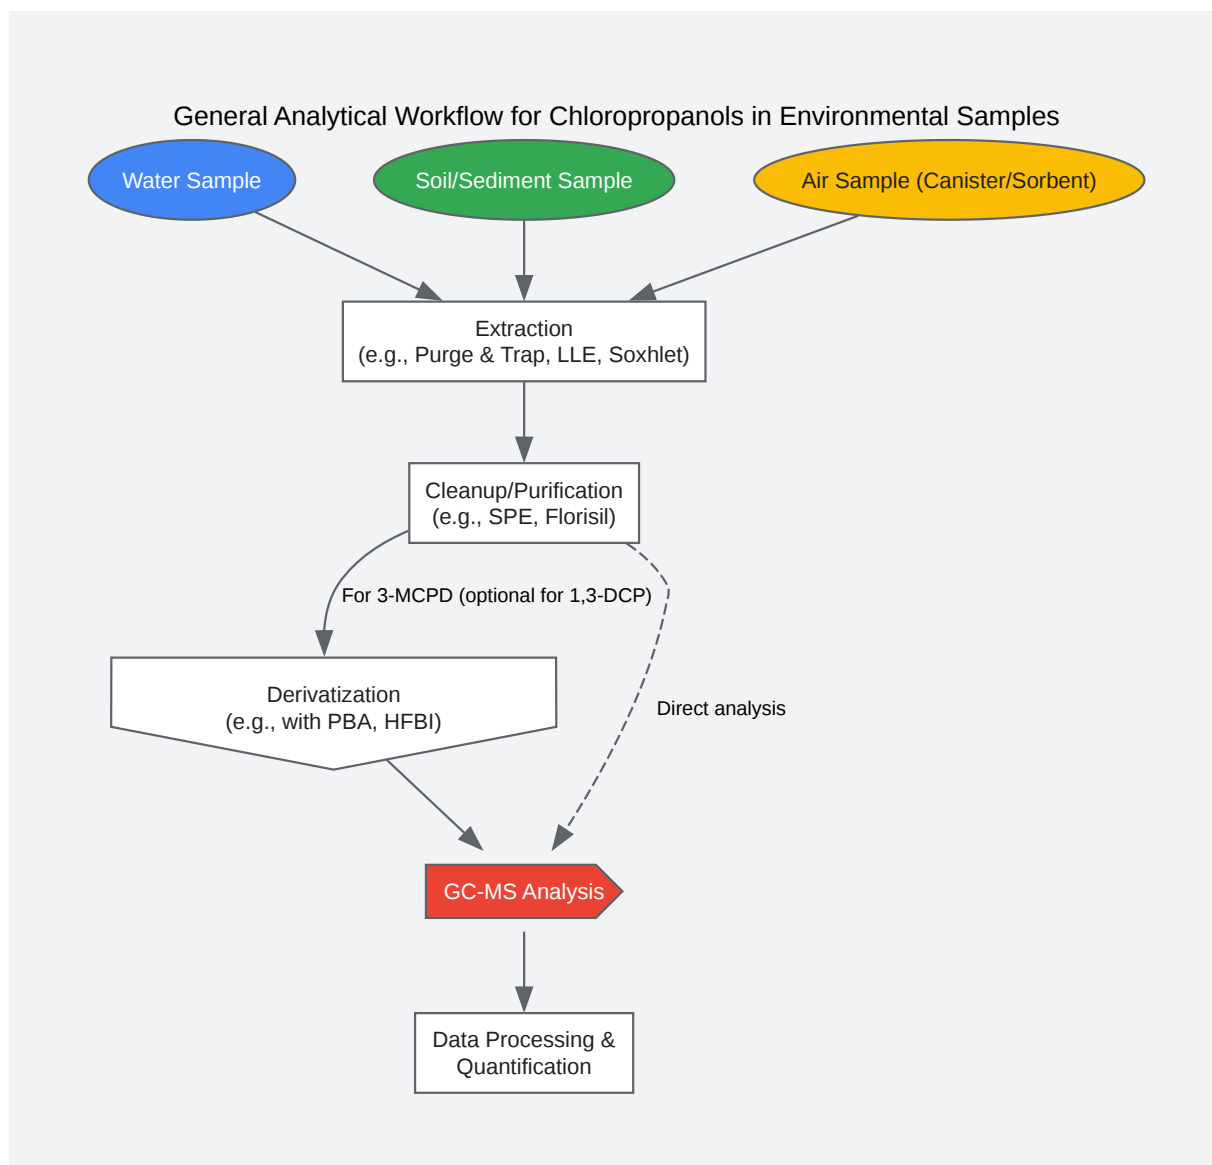 General Analytical Workflow for Chloropropanols in Environmental Samples
Water Sample
Soil/Sediment Sample
Air Sample (Canister/Sorbent)
Extraction
(e.g., Purge & Trap, LLE, Soxhlet)
Cleanup/Purification
(e.g., SPE, Florisil)
For 3-MCPD (optional for 1,3-DCP)
Derivatization
(e.g., with PBA, HFBI)
Direct analysis
GC-MS Analysis
Data Processing &
Quantification